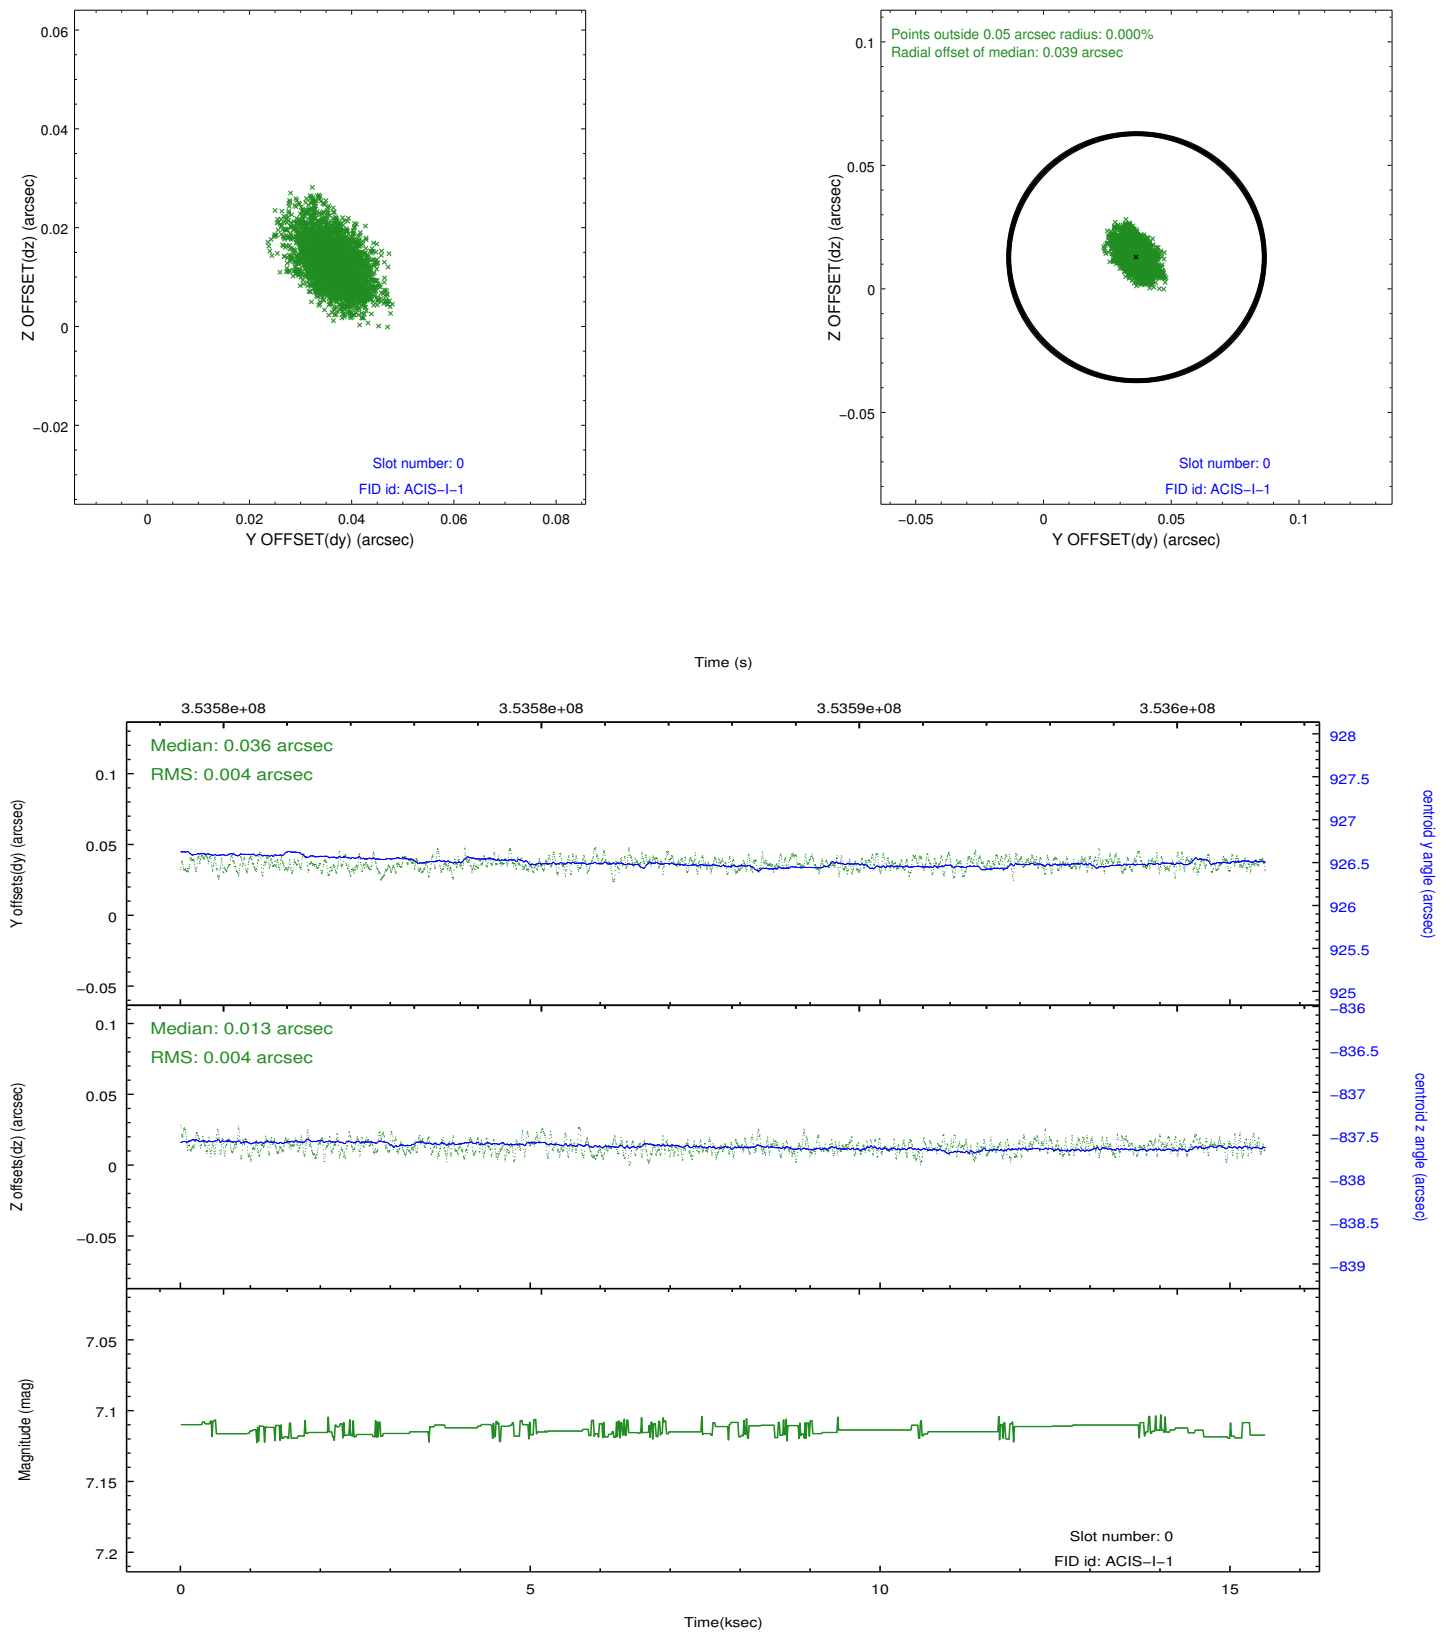 0.06
0.04
0.02
0
−0.02
Z OFFSET(dz) (arcsec)
Slot number: 0
FID id: ACIS−I−1
0
0.02
0.04
0.06
0.08
Y OFFSET(dy) (arcsec)
Points outside 0.05 arcsec radius: 0.000%
Radial offset of median: 0.039 arcsec
0.1
0.05
0
−0.05
Z OFFSET(dz) (arcsec)
Slot number: 0
FID id: ACIS−I−1
−0.05
0
0.05
0.1
Y OFFSET(dy) (arcsec)
Time (s)
3.5358e+08
3.5358e+08
3.5359e+08
3.536e+08
Median: 0.036 arcsec
RMS: 0.004 arcsec
0.1
0.05
0
−0.05
Y offsets(dy) (arcsec)
928
927.5
927
926.5
926
925.5
925
centroid y angle (arcsec)
Median: 0.013 arcsec
RMS: 0.004 arcsec
0.1
0.05
0
−0.05
Z offsets(dz) (arcsec)
−836
−836.5
−837
−837.5
−838
−838.5
−839
centroid z angle (arcsec)
7.05
7.1
7.15
7.2
Magnitude (mag)
Slot number: 0
FID id: ACIS−I−1
0
5
10
15
Time(ksec)